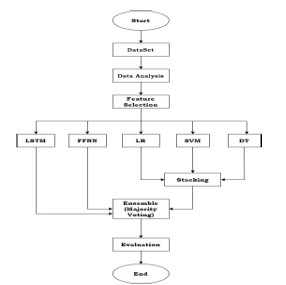 Start
DataSet
Data Analysis
Feature
Selection
LSTM
FFNN
LR
SVM
DT
Stacking
Ensemble
(Majority
Voting)
Evaluation
End